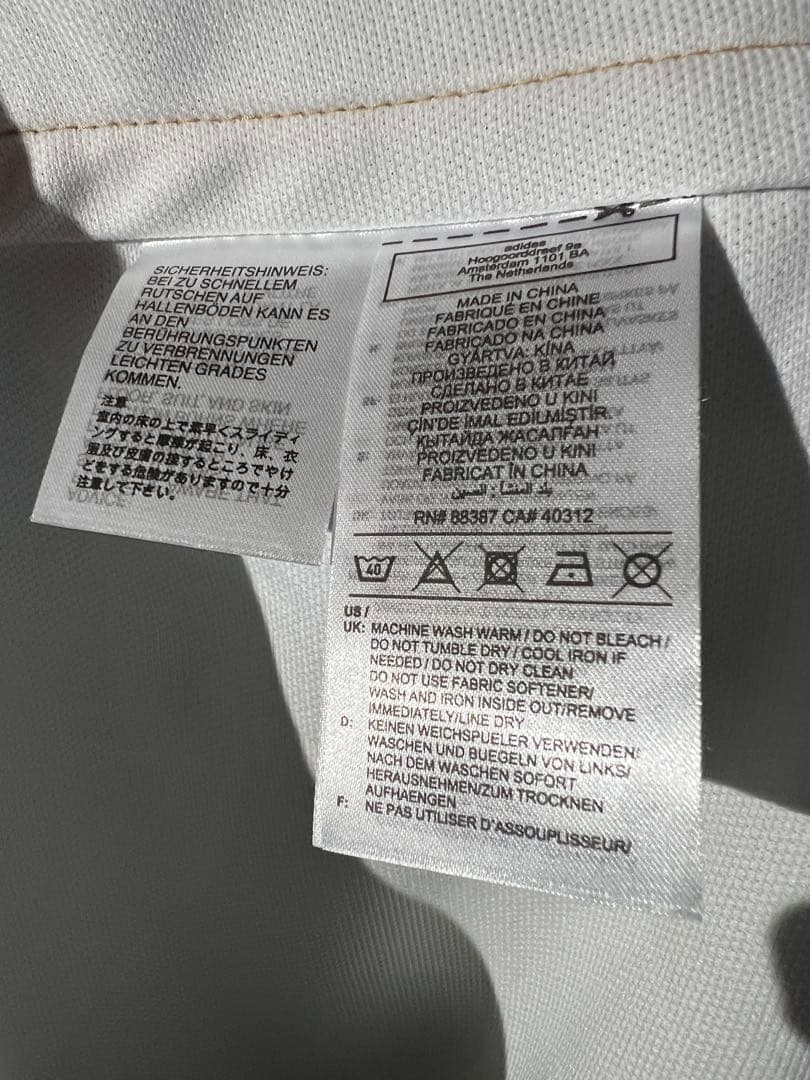 SICHERHEITSHINWEIS:
BEI ZU SCHNELLEM
RUTSCHEN AUF
HALLENBÖDEN KANN ES
AN DEN
BERÜHRUNGSPUNKTEN
ZU VERBRENNUNGEN
LEICHTEN GRADES
KOMMEN.
注意
室内の床の上で素早くスライディ
ングすると摩擦が起こり、床、衣
服及び皮膚の接するところでやけ
どをする危険がありますので十分
注意して下さい。
adidas
Hoogoorddreef 9a
Amsterdam 1101 BA
The Netherlands
MADE IN CHINA
FABRIQUÉ EN CHINE
FABRICADO EN CHINA
FABRICADO NA CHINA
GYÁRTVA: KÍNA
ПРОИЗВЕДЕНО В КИТАЙ
СДЕЛАНО В КИТАЕ
PROIZVEDENO U KINI
ÇİN'DE İMAL EDİLMİŞTİR.
ҚЫТАЙДА ЖАСАЛҒАН
PROIZVEDENO U KINI
FABRICAT ÎN CHINA
بلد المنشأ: الصين
RN# 88387 CA# 40312
40
US /
UK: MACHINE WASH WARM / DO NOT BLEACH /
DO NOT TUMBLE DRY / COOL IRON IF
NEEDED / DO NOT DRY CLEAN
DO NOT USE FABRIC SOFTENER/
WASH AND IRON INSIDE OUT/REMOVE
IMMEDIATELY/LINE DRY
D: KEINEN WEICHSPUELER VERWENDEN/
WASCHEN UND BUEGELN VON LINKS/
NACH DEM WASCHEN SOFORT
HERAUSNEHMEN/ZUM TROCKNEN
AUFHAENGEN
F: NE PAS UTILISER D'ASSOUPLISSEUR/